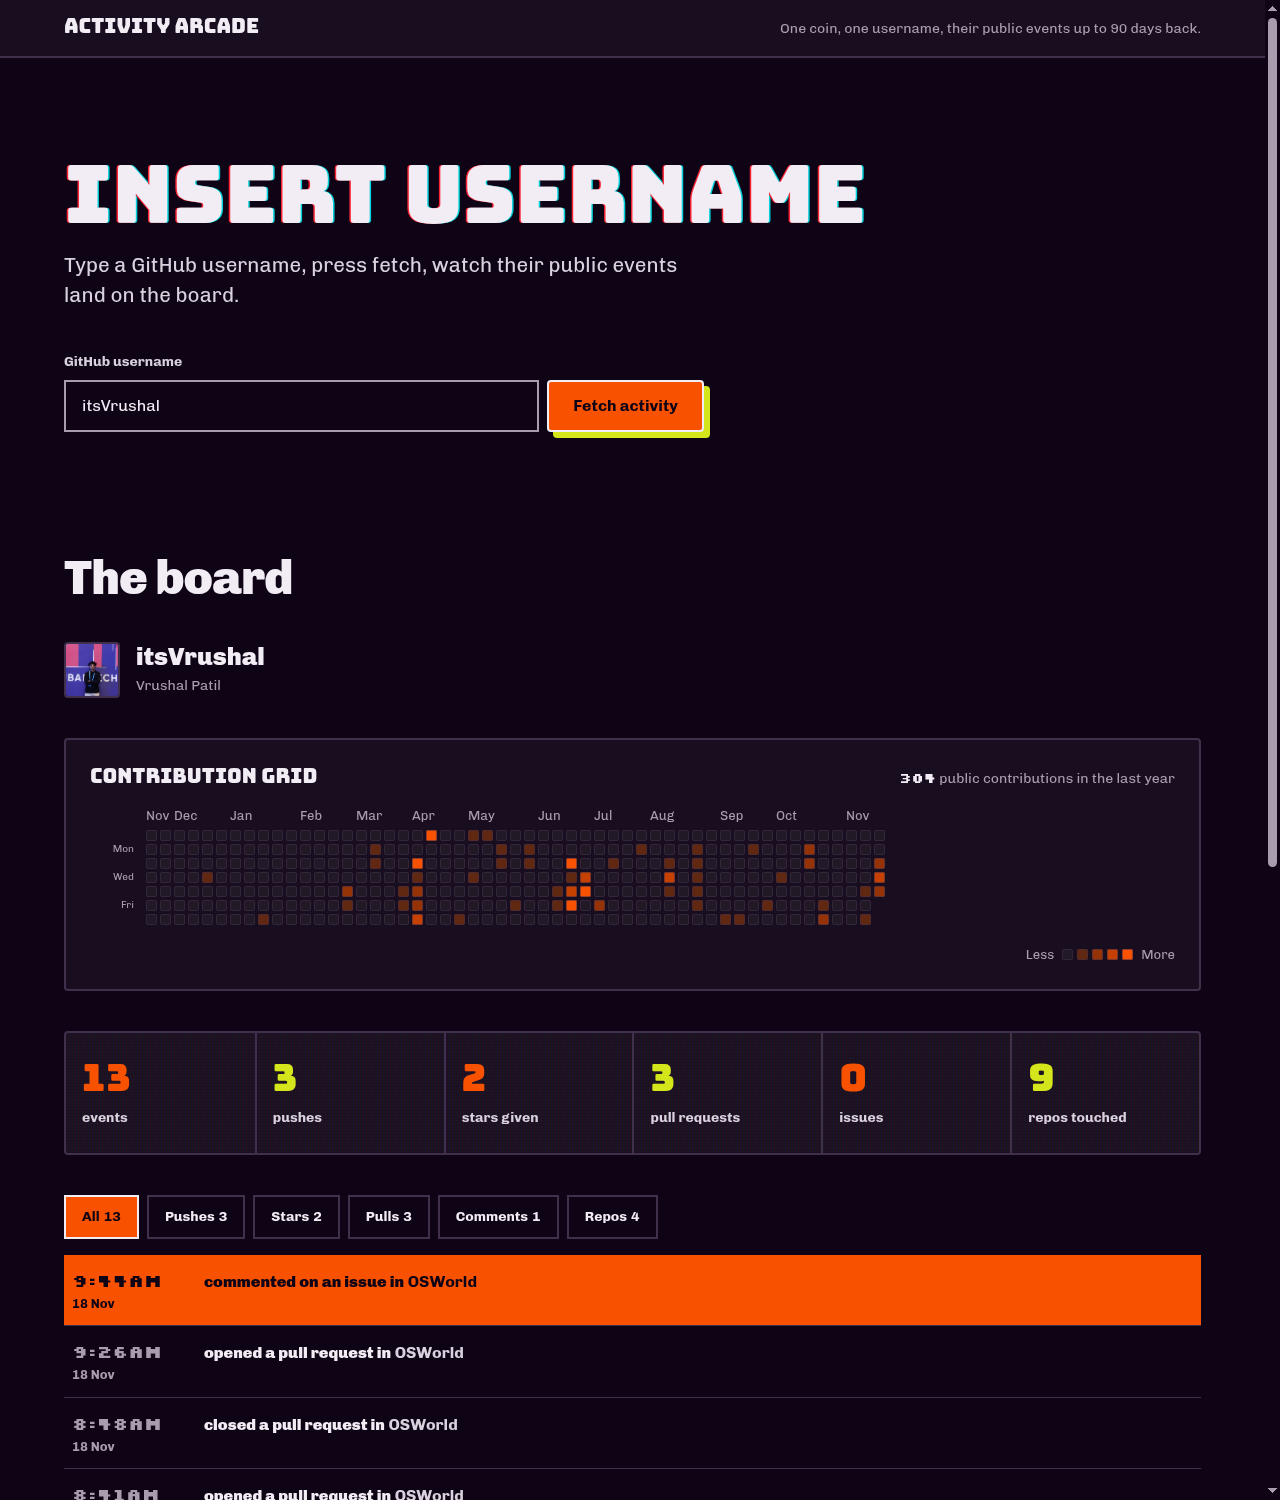 ACTIVITY ARCADE
One coin, one username, their public events up to 90 days back.
INSERT USERNAME
Type a GitHub username, press fetch, watch their public events
land on the board.
GitHub username
itsVrushal
Fetch activity
The board
itsVrushal
Vrushal Patil
CONTRIBUTION GRID
304 public contributions in the last year
Nov Dec Jan Feb Mar Apr May Jun Jul Aug Sep Oct Nov
Mon
Wed
Fri
Less More
13 3 2 3 0 9
events pushes stars given pull requests issues repos touched
All 13 Pushes 3 Stars 2 Pulls 3 Comments 1 Repos 4
9:44AM commented on an issue in OSWorld
18 Nov
9:26AM opened a pull request in OSWorld
18 Nov
8:48AM closed a pull request in OSWorld
18 Nov
8:41AM opened a pull request in OSWorld